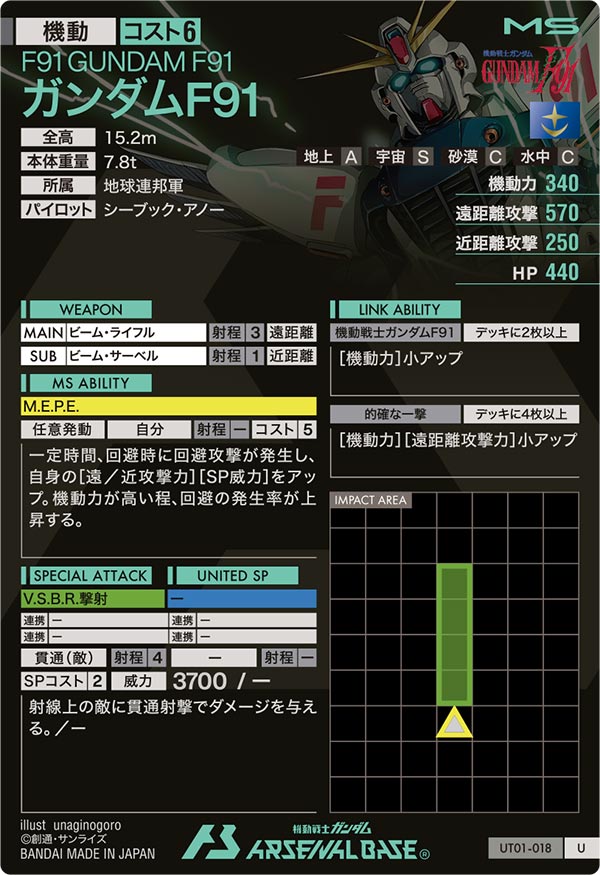 機動 コスト6
MS
F91 GUNDAM F91
機動戦士ガンダム
GUNDAM F91
ガンダムF91
全高 15.2m
本体重量 7.8t
所属 地球連邦軍
パイロット シーブック・アノー
地上 A 宇宙 S 砂漠 C 水中 C
機動力 340
遠距離攻撃 570
近距離攻撃 250
HP 440
WEAPON
MAIN ビーム・ライフル 射程 3 遠距離
SUB ビーム・サーベル 射程 1 近距離
MS ABILITY
M.E.P.E.
任意発動 自分 射程 ー コスト 5
一定時間、回避時に回避攻撃が発生し、
自身の[遠／近攻撃力][SP威力]をアッ
プ。機動力が高い程、回避の発生率が上
昇する。
LINK ABILITY
機動戦士ガンダムF91 デッキに2枚以上
[機動力]小アップ
的確な一撃 デッキに4枚以上
[機動力][遠距離攻撃力]小アップ
IMPACT AREA
SPECIAL ATTACK UNITED SP
V.S.B.R.撃射 ー
連携 ー 連携 ー
連携 ー 連携 ー
貫通(敵) 射程 4 ー 射程 ー
SPコスト 2 威力 3700 / ー
射線上の敵に貫通射撃でダメージを与え
る。／ー
illust unaginogoro
©創通・サンライズ
BANDAI MADE IN JAPAN
機動戦士ガンダム
AB ARSENAL BASE®
UT01-018 U